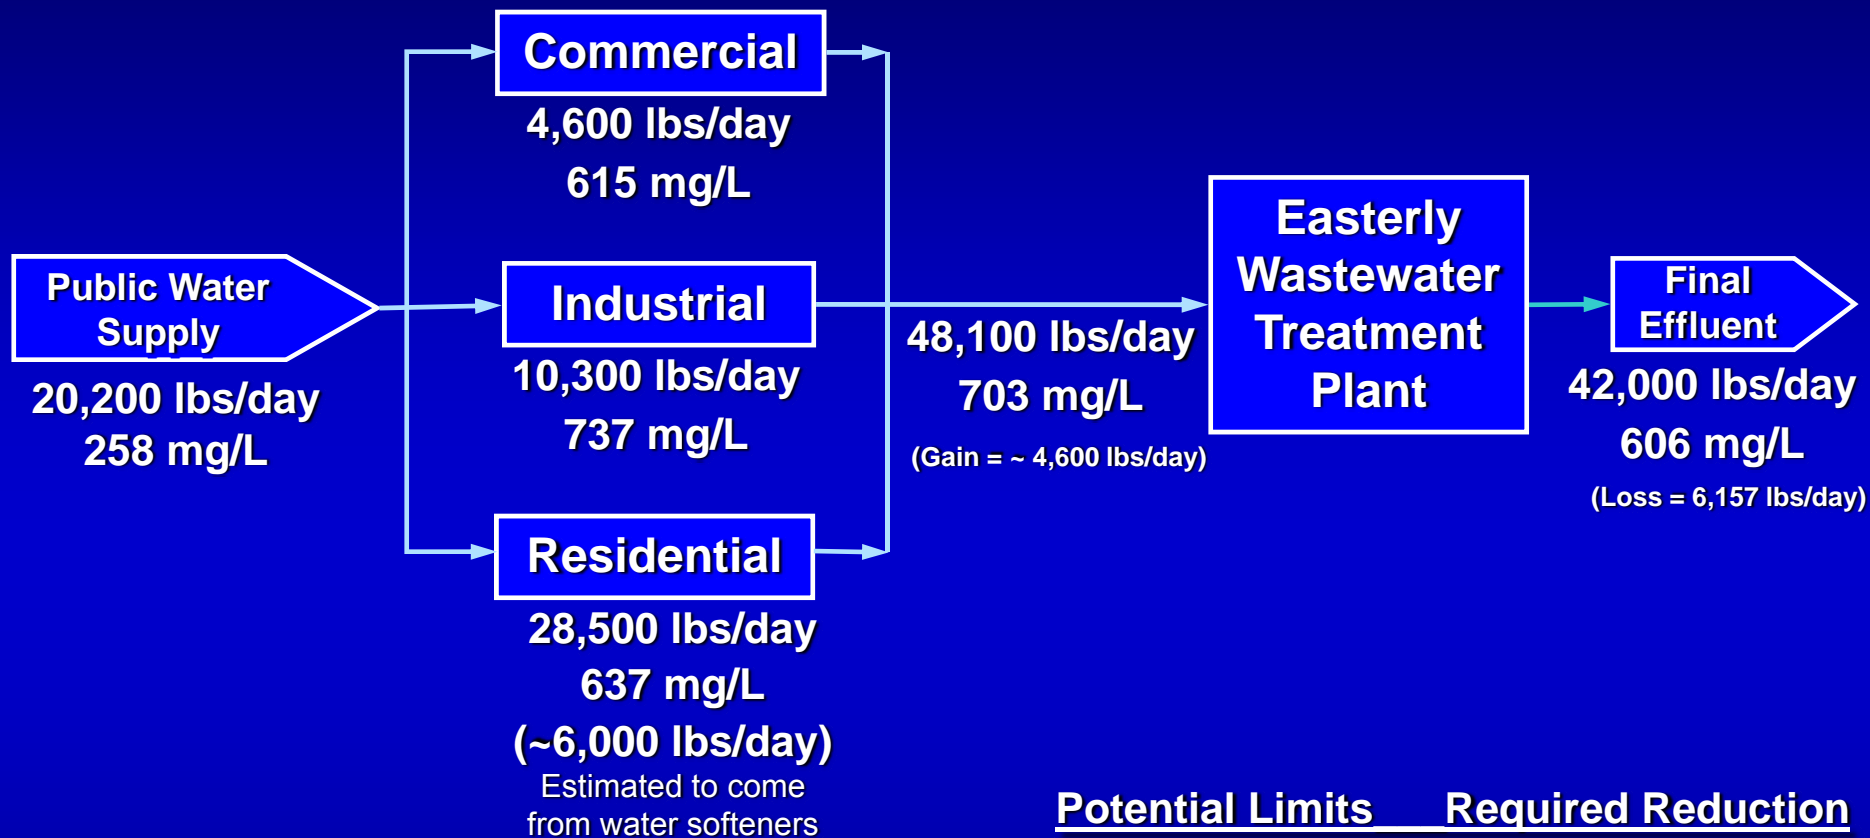 Commercial
4,600 lbs/day
615 mg/L
Public Water
Supply
20,200 lbs/day
258 mg/L
Industrial
10,300 lbs/day
737 mg/L
Residential
28,500 lbs/day
637 mg/L
(~6,000 lbs/day)
Estimated to come
from water softeners
48,100 lbs/day
703 mg/L
(Gain = ~ 4,600 lbs/day)
Easterly
Wastewater
Treatment
Plant
Final
Effluent
42,000 lbs/day
606 mg/L
(Loss = 6,157 lbs/day)
Potential Limits Required Reduction